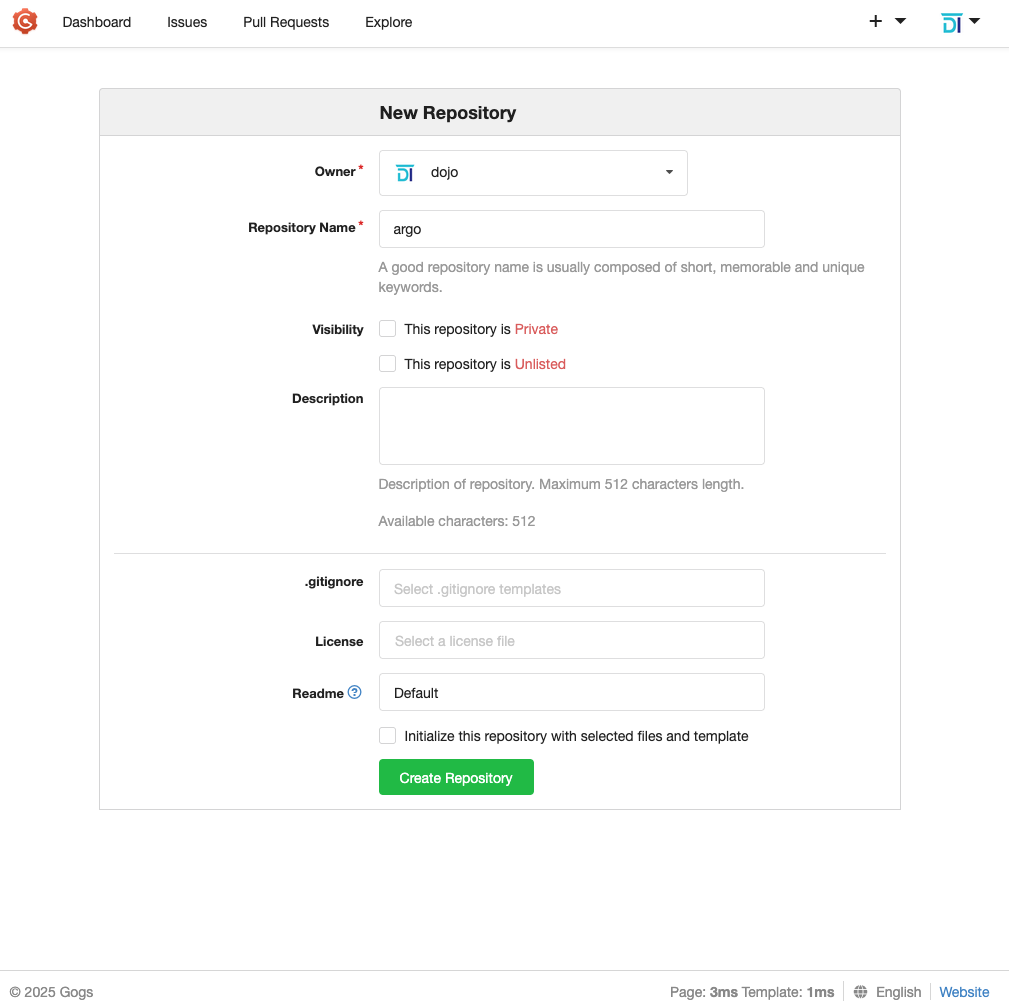 Dashboard Issues Pull Requests Explore
New Repository
Owner* dojo
Repository Name* argo
A good repository name is usually composed of short, memorable and unique
keywords.
Visibility This repository is Private
This repository is Unlisted
Description
Description of repository. Maximum 512 characters length.
Available characters: 512
.gitignore Select .gitignore templates
License Select a license file
Readme Default
Initialize this repository with selected files and template
Create Repository
© 2025 Gogs Page: 3ms Template: 1ms English Website